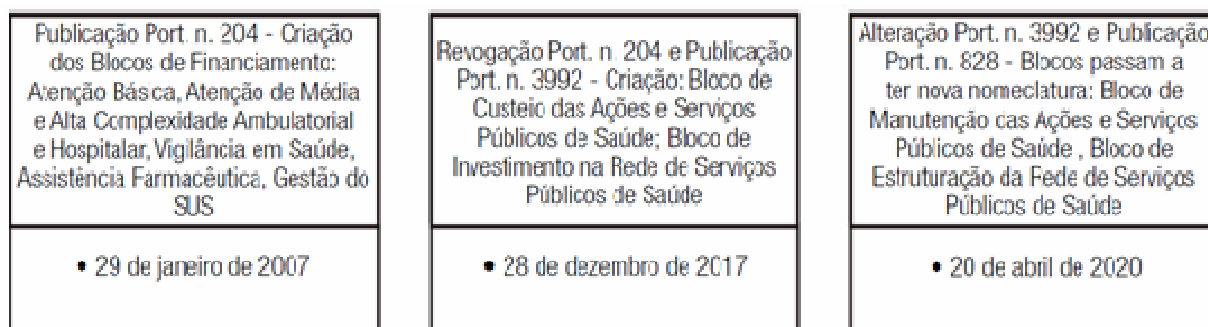 Publicação Port. n. 204 - Criação
dos Blocos de Financiamento:
Atenção Básica, Atenção de Média
e Alta Complexidade Ambulatorial
e Hospitalar, Vigilância em Saúde,
Assistência Farmacêutica, Gestão do
SUS
• 29 de janeiro de 2007
Revogação Port. n. 204 e Publicação
Port. n. 3992 - Criação: Bloco de
Custeio das Ações e Serviços
Públicos de Saúde; Bloco de
Investimento na Rede de Serviços
Públicos de Saúde
• 28 de dezembro de 2017
Alteração Port. n. 3992 e Publicação
Port. n. 828 - Blocos passam a
ter nova nomeclatura: Bloco de
Manutenção das Ações e Serviços
Públicos de Saúde , Bloco de
Estruturação da Rede de Serviços
Públicos de Saúde
• 20 de abril de 2020